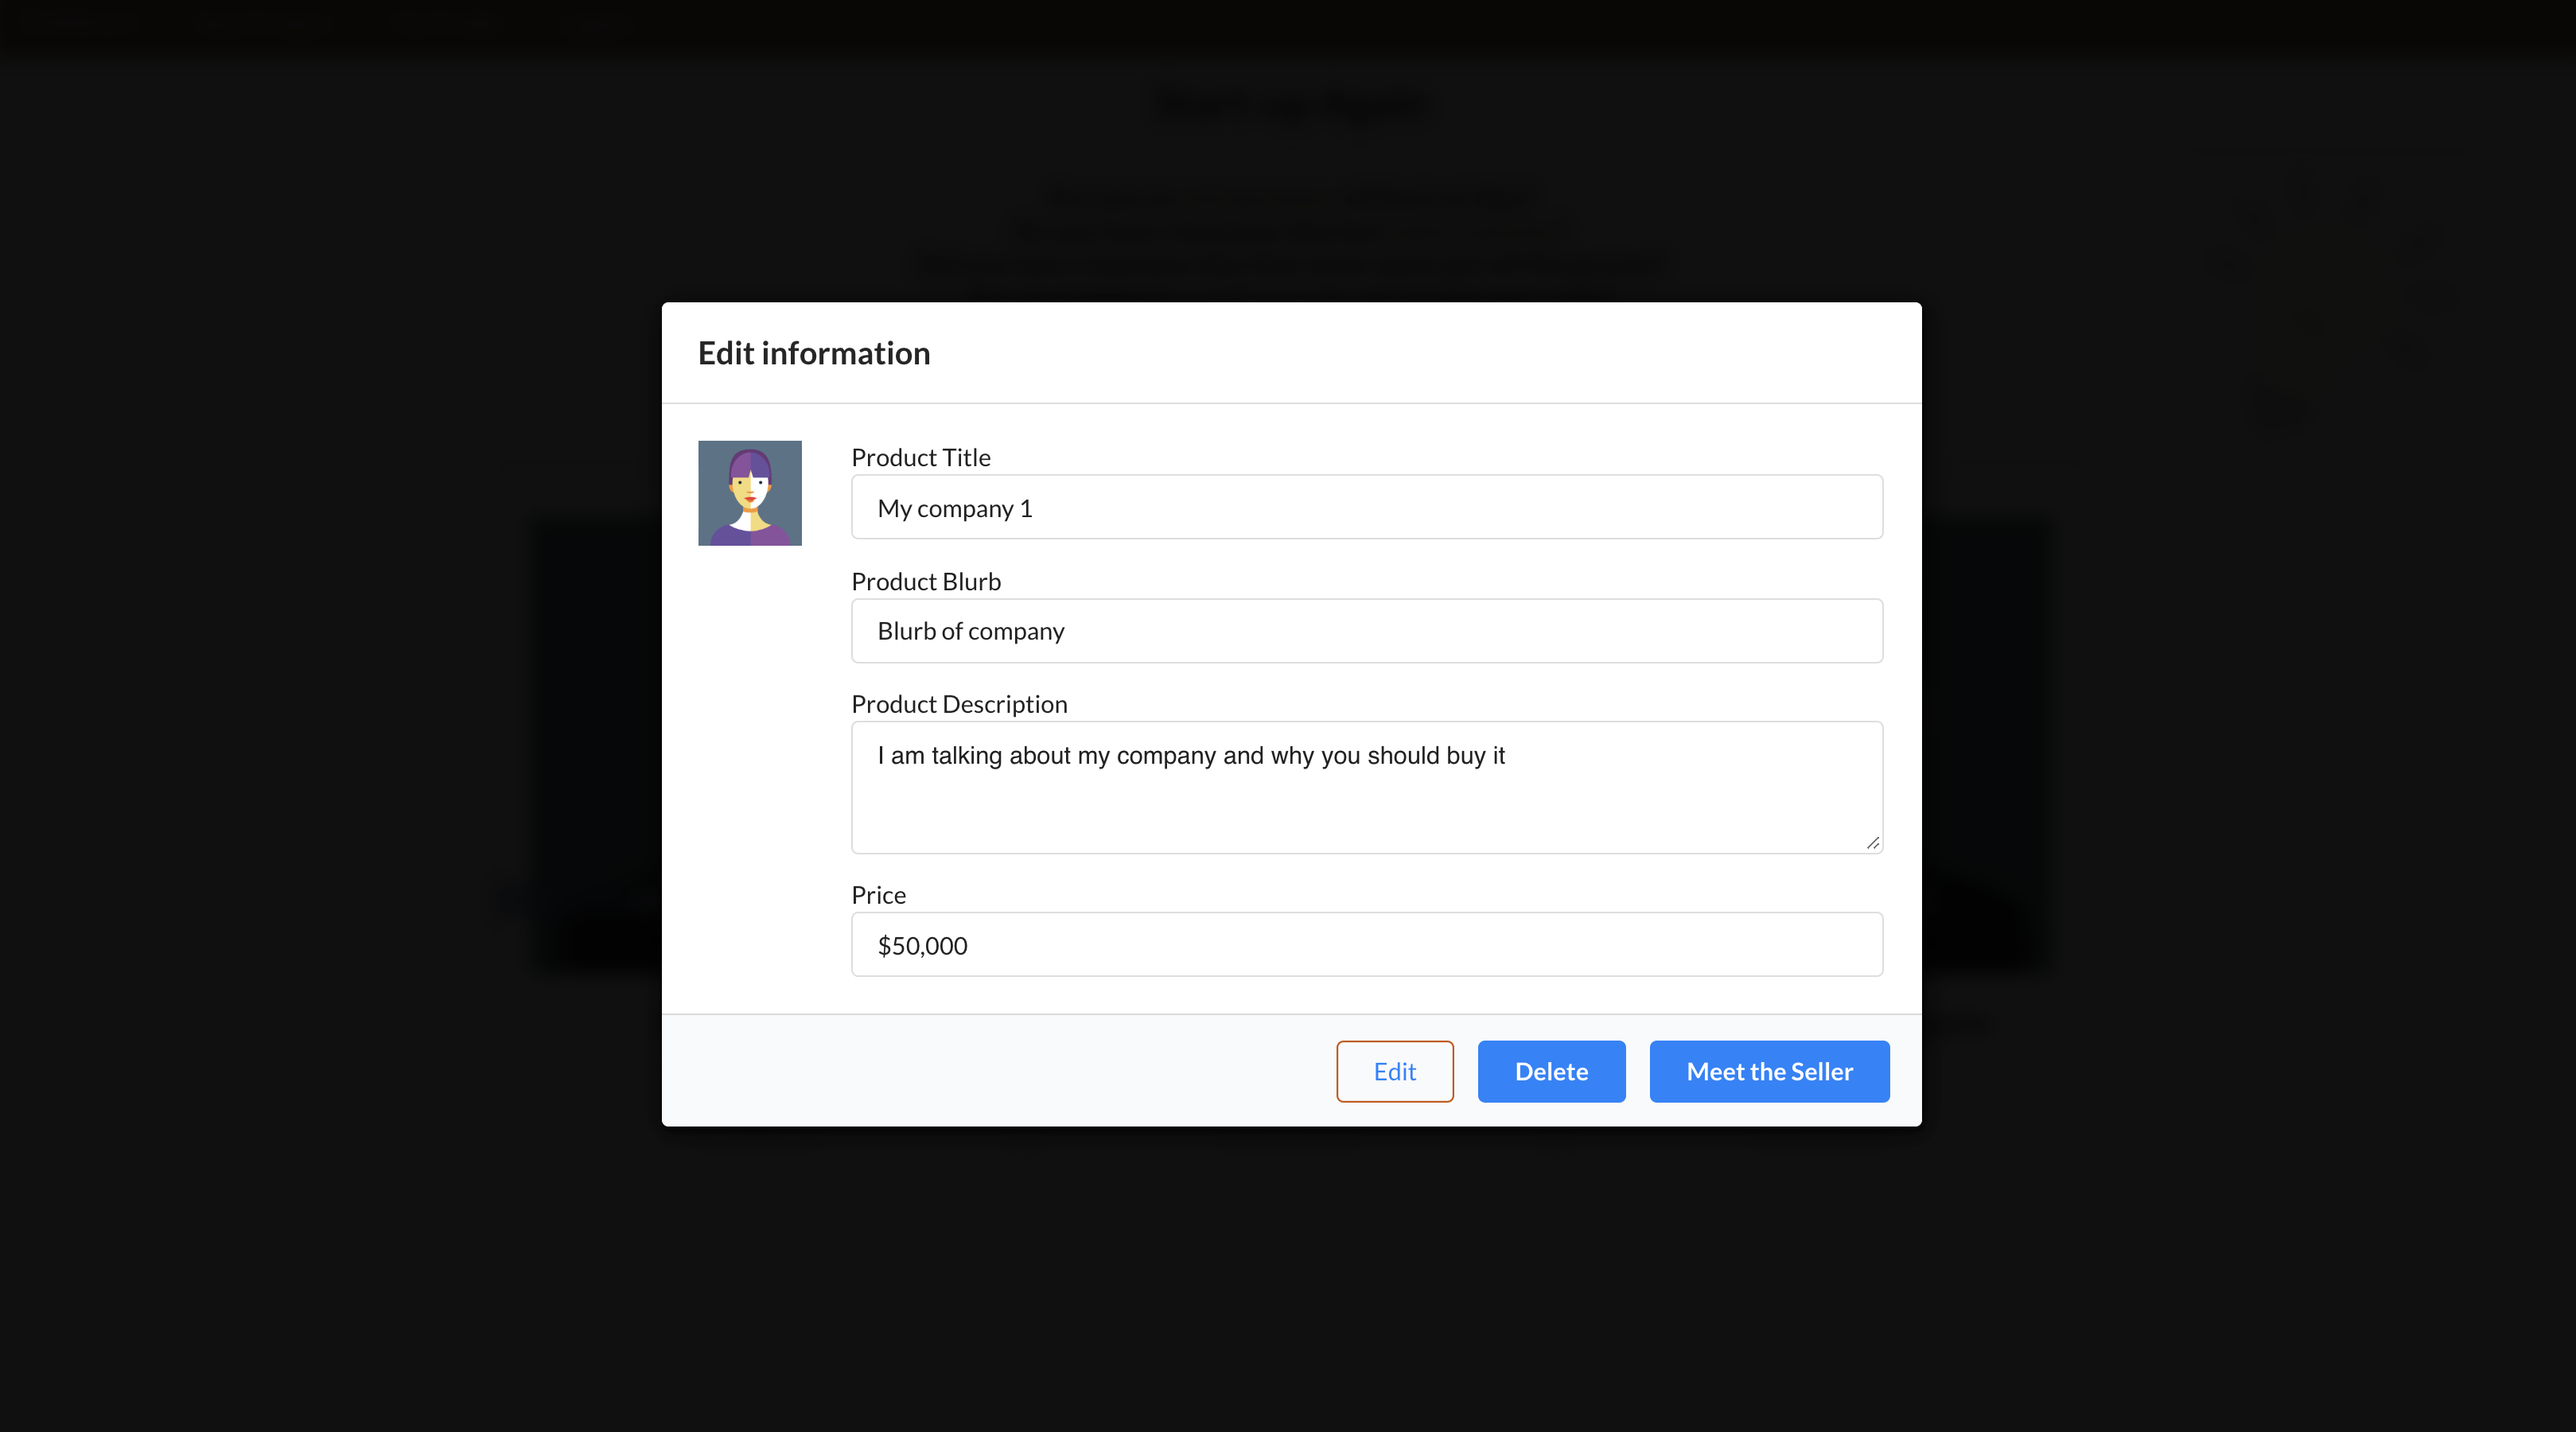 Edit information
Product Title
My company 1
Product Blurb
Blurb of company
Product Description
I am talking about my company and why you should buy it
Price
$50,000
Edit
Delete
Meet the Seller